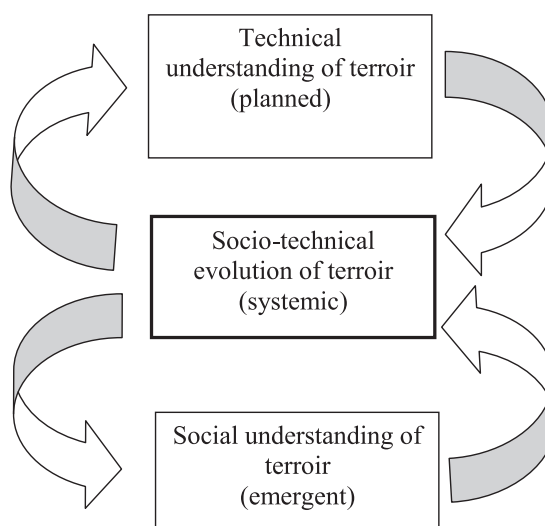 Technical
understanding of terroir
(planned)
Socio-technical
evolution of terroir
(systemic)
Social understanding of
terroir
(emergent)